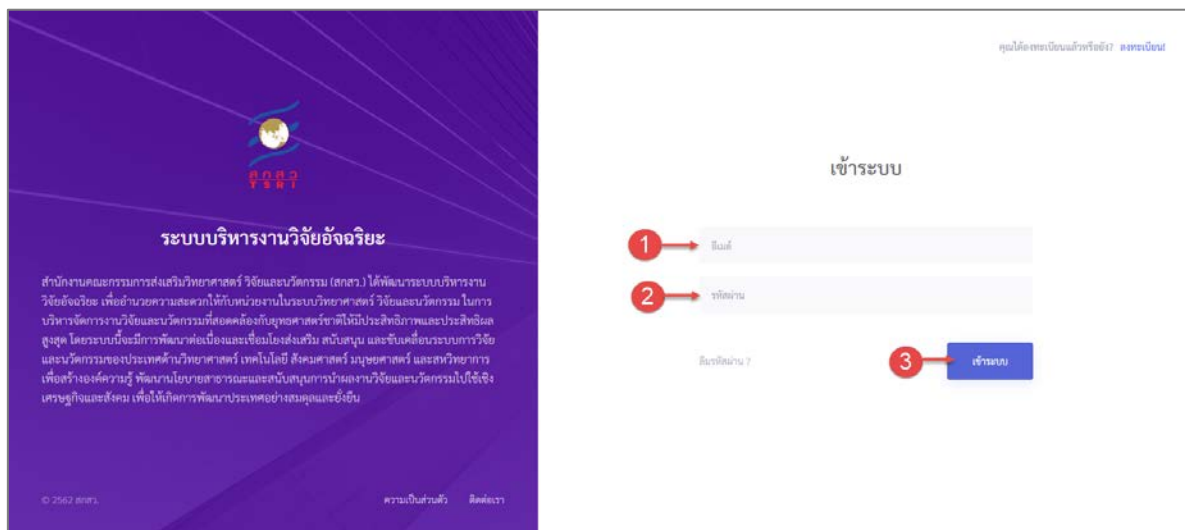 คุณได้ลงทะเบียนแล้วหรือยัง? ลงทะเบียน!
สกสว
TSRI
ระบบบริหารงานวิจัยอัจฉริยะ
สำนักงานคณะกรรมการส่งเสริมวิทยาศาสตร์ วิจัยและนวัตกรรม (สกสว.) ได้พัฒนาระบบบริหารงาน
วิจัยอัจฉริยะ เพื่ออำนวยความสะดวกให้กับหน่วยงานในระบบวิทยาศาสตร์ วิจัยและนวัตกรรม ในการ
บริหารจัดการงานวิจัยและนวัตกรรมที่สอดคล้องกับยุทธศาสตร์ชาติให้มีประสิทธิภาพและประสิทธิผล
สูงสุด โดยระบบนี้จะมีการพัฒนาต่อเนื่องและเชื่อมโยงส่งเสริม สนับสนุน และขับเคลื่อนระบบการวิจัย
และนวัตกรรมของประเทศด้านวิทยาศาสตร์ เทคโนโลยี สังคมศาสตร์ มนุษยศาสตร์ และสหวิทยาการ
เพื่อสร้างองค์ความรู้ พัฒนานโยบายสาธารณะและสนับสนุนการนำผลงานวิจัยและนวัตกรรมไปใช้เชิง
เศรษฐกิจและสังคม เพื่อให้เกิดการพัฒนาประเทศอย่างสมดุลและยั่งยืน
© 2562 สกสว.
ความเป็นส่วนตัว ติดต่อเรา
เข้าระบบ
1 อีเมล์
2 รหัสผ่าน
ลืมรหัสผ่าน ?
3 เข้าระบบ